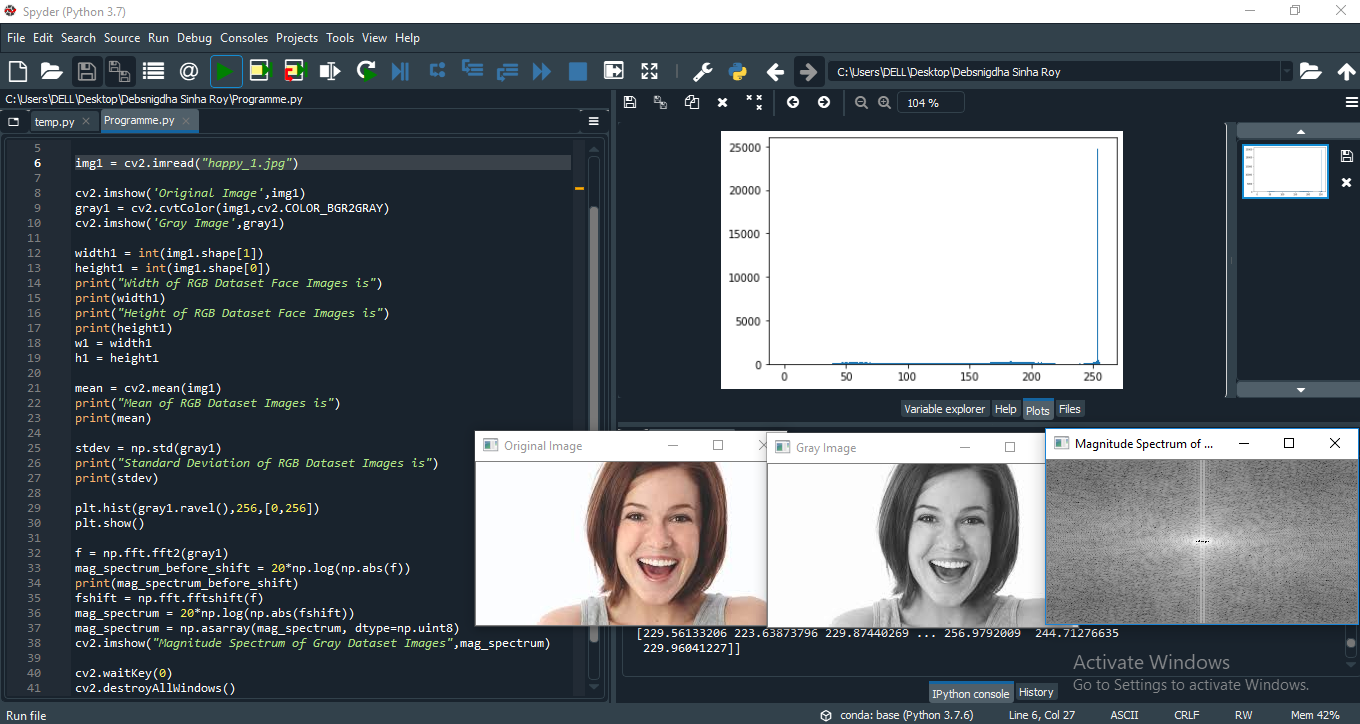 Spyder (Python 3.7)
File Edit Search Source Run Debug Consoles Projects Tools View Help
C:\Users\DELL\Desktop\Debsnigdha Sinha Roy
C:\Users\DELL\Desktop\Debsnigdha Sinha Roy\Programme.py
temp.py
Programme.py
5
6 img1 = cv2.imread("happy_1.jpg")
7
8 cv2.imshow('Original Image',img1)
9 gray1 = cv2.cvtColor(img1,cv2.COLOR_BGR2GRAY)
10 cv2.imshow('Gray Image',gray1)
11
12 width1 = int(img1.shape[1])
13 height1 = int(img1.shape[0])
14 print("Width of RGB Dataset Face Images is")
15 print(width1)
16 print("Height of RGB Dataset Face Images is")
17 print(height1)
18 w1 = width1
19 h1 = height1
20
21 mean = cv2.mean(img1)
22 print("Mean of RGB Dataset Images is")
23 print(mean)
24
25 stdev = np.std(gray1)
26 print("Standard Deviation of RGB Dataset Images is")
27 print(stdev)
28
29 plt.hist(gray1.ravel(),256,[0,256])
30 plt.show()
31
32 f = np.fft.fft2(gray1)
33 mag_spectrum_before_shift = 20*np.log(np.abs(f))
34 print(mag_spectrum_before_shift)
35 fshift = np.fft.fftshift(f)
36 mag_spectrum = 20*np.log(np.abs(fshift))
37 mag_spectrum = np.asarray(mag_spectrum, dtype=np.uint8)
38 cv2.imshow("Magnitude Spectrum of Gray Dataset Images",mag_spectrum)
39
40 cv2.waitKey(0)
41 cv2.destroyAllWindows()
104 %
25000
20000
15000
10000
5000
0
0 50 100 150 200 250
Variable explorer Help Plots Files
Original Image
Gray Image
Magnitude Spectrum of ...
[229.56133206 223.63873796 229.87440269 ... 256.9792009 244.71276635
229.96041227]]
Activate Windows
Go to Settings to activate Windows.
IPython console History
Run file
conda: base (Python 3.7.6) Line 6, Col 27 ASCII CRLF RW Mem 42%